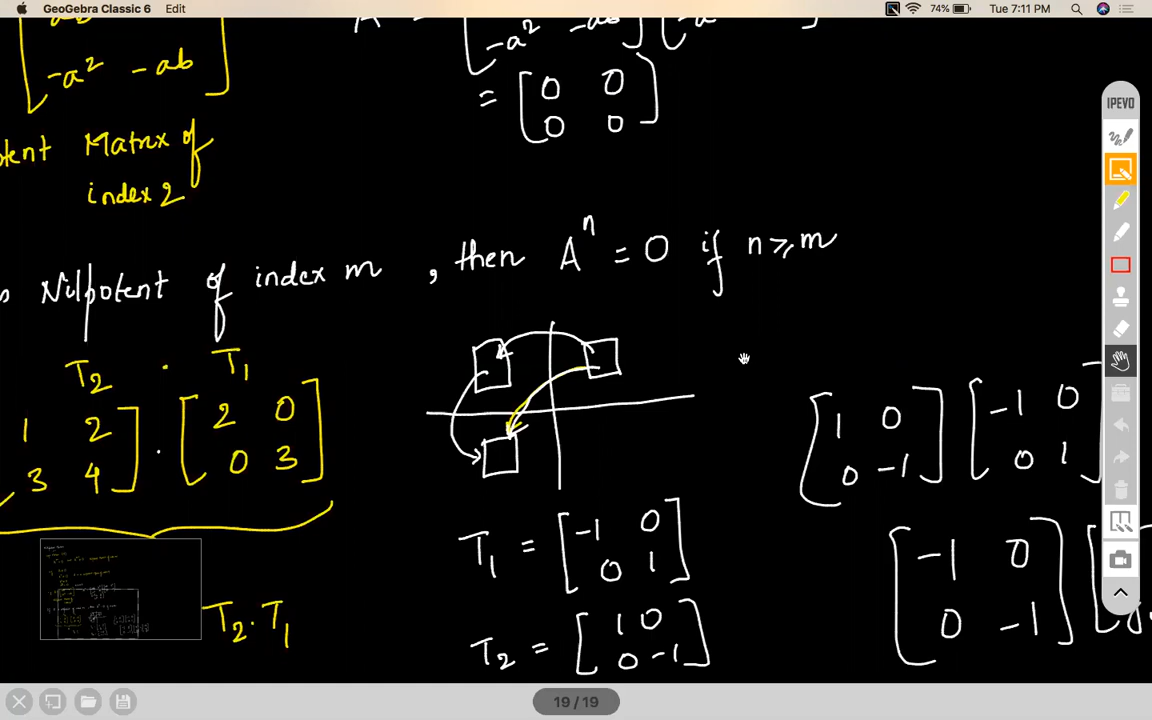 GeoGebra Classic 6 Edit 74% Tue 7:11 PM
-a² -ab
-a² -ab
= [0 0
0 0]
IPEVO
Matrix of
index 2
Nilpotent of index m , then Aⁿ = 0 if n ≥ m
T₂ · T₁
1 2
3 4 ] · [2 0
0 3]
[1 0
0 -1] [-1 0
0 1
T₁ = [-1 0
0 1]
[-1 0
0 -1] [
T₂ · T₁
T₂ = [1 0
0 -1]
19 / 19